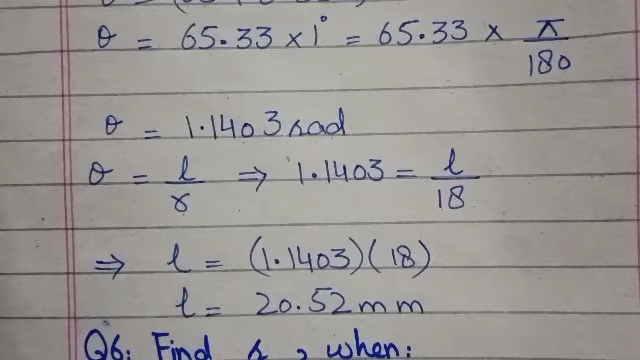 θ = 65.33 × 1° = 65.33 × π/180
θ = 1.1403 rad
θ = l/r ⇒ 1.1403 = l/18
⇒ l = (1.1403)(18)
l = 20.52 mm
Q6: Find r, when: